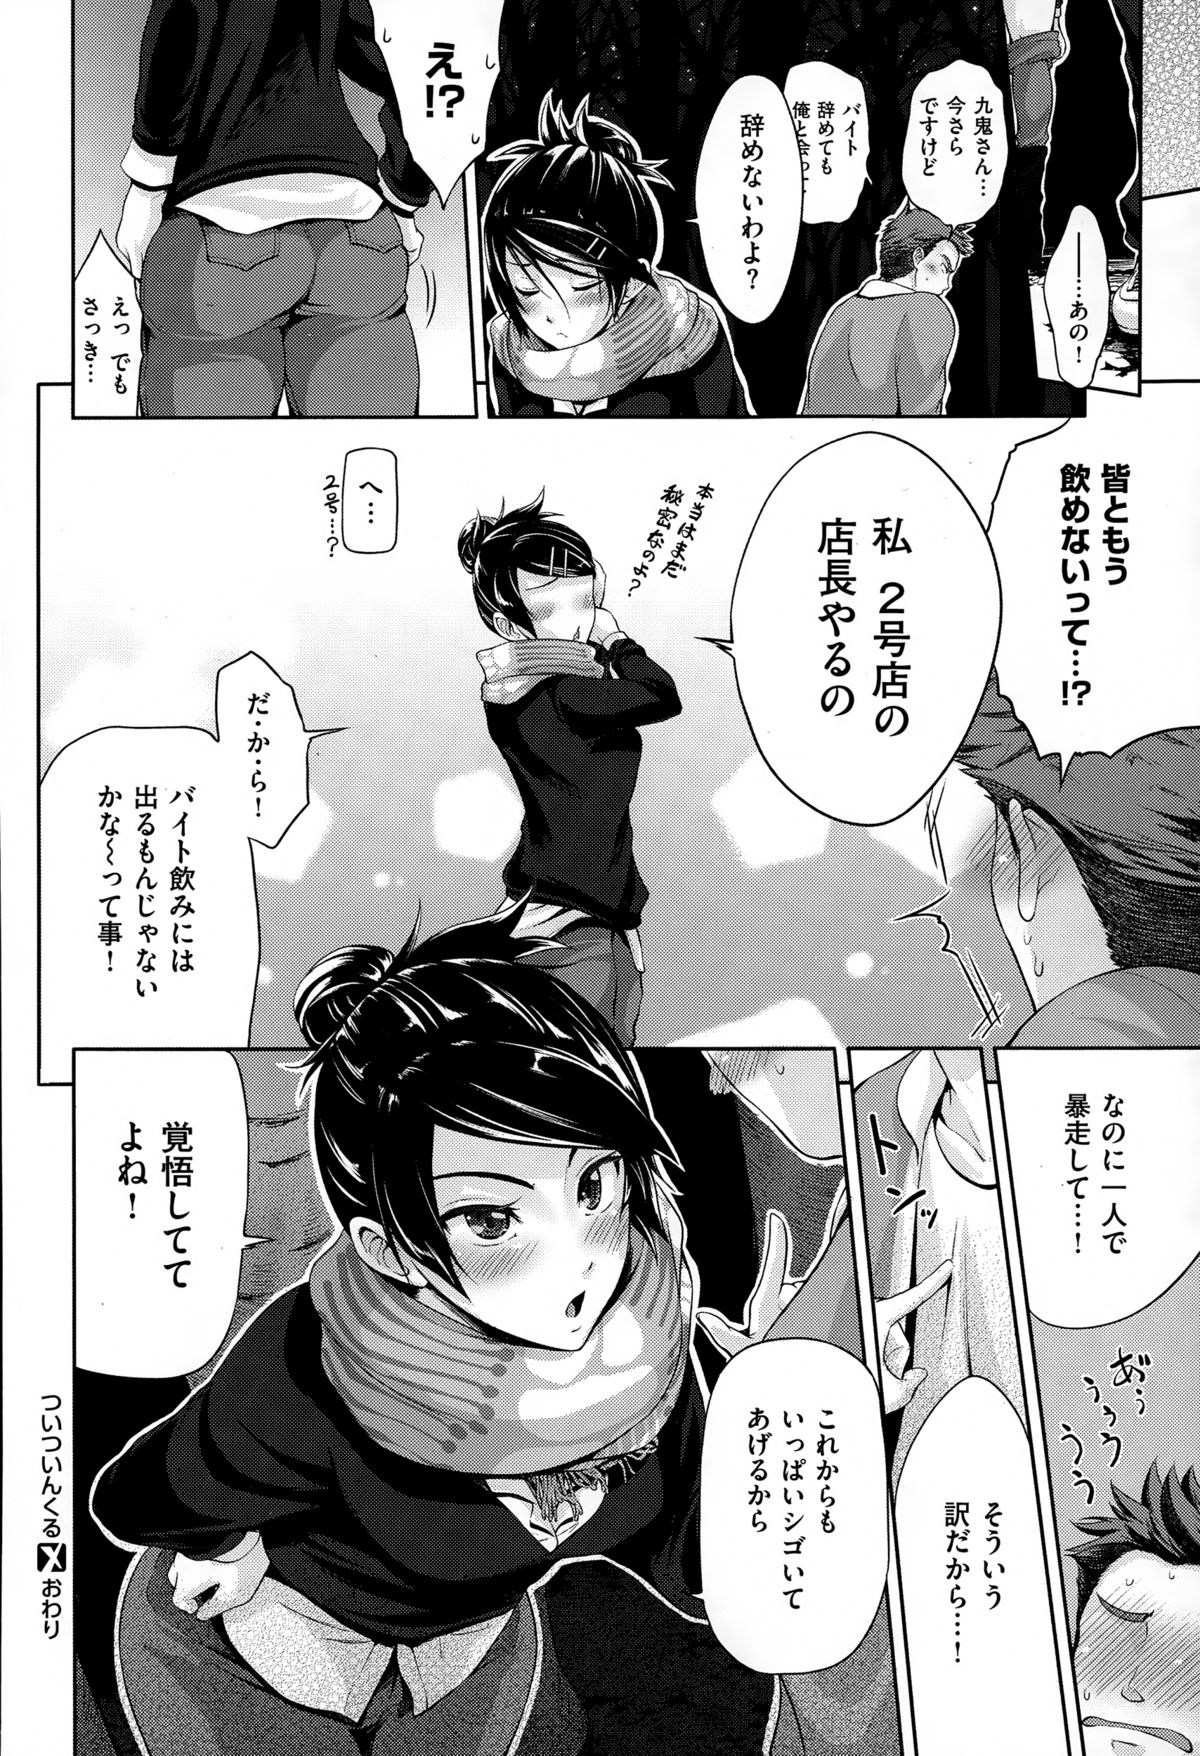 ―――…あの!
九鬼さん…
今さら
ですけど
バイト
辞めても
俺と会っ
辞めないわよ?
え!?
えっ でも
さっき…
皆ともう
飲めないって…!?
私 2号店の
店長やるの
本当はまだ
秘密なのよ?
へ…
2号…?
だ・か・ら!
バイト飲みには
出るもんじゃない
かな〜って事!
なのに一人で
暴走して…!
あ゛ぅ
ううぅ
うう
トンッ
そういう
訳だから…!
これからも
いっぱいシゴいて
あげるから
覚悟してて
よね!
ついついんくるXおわり